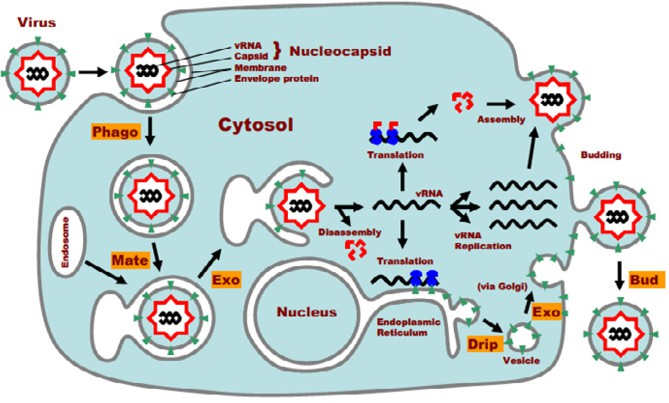 Virus
vRNA
Capsid
} Nucleocapsid
Membrane
Envelope protein
Phago
Cytosol
Assembly
Translation
Budding
vRNA
Endosome
Mate
Exo
Disassembly
vRNA
Replication
Translation
Nucleus
(via Golgi)
Endoplasmic
Reticulum
Exo
Bud
Drip
Vesicle